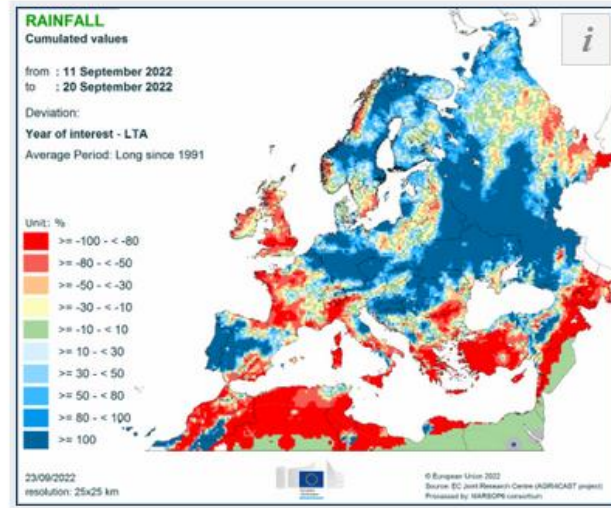 RAINFALL
Cumulated values
from : 11 September 2022
to : 20 September 2022
Deviation:
Year of interest - LTA
Average Period: Long since 1991
i
Unit: %
>= -100 - < -80
>= -80 - < -50
>= -50 - < -30
>= -30 - < -10
>= -10 - < 10
>= 10 - < 30
>= 30 - < 50
>= 50 - < 80
>= 80 - < 100
>= 100
23/09/2022
resolution: 25x25 km
© European Union 2022
Source: EC Joint Research Centre (AGRI4CAST project)
Processed by: MARSOP6 consortium